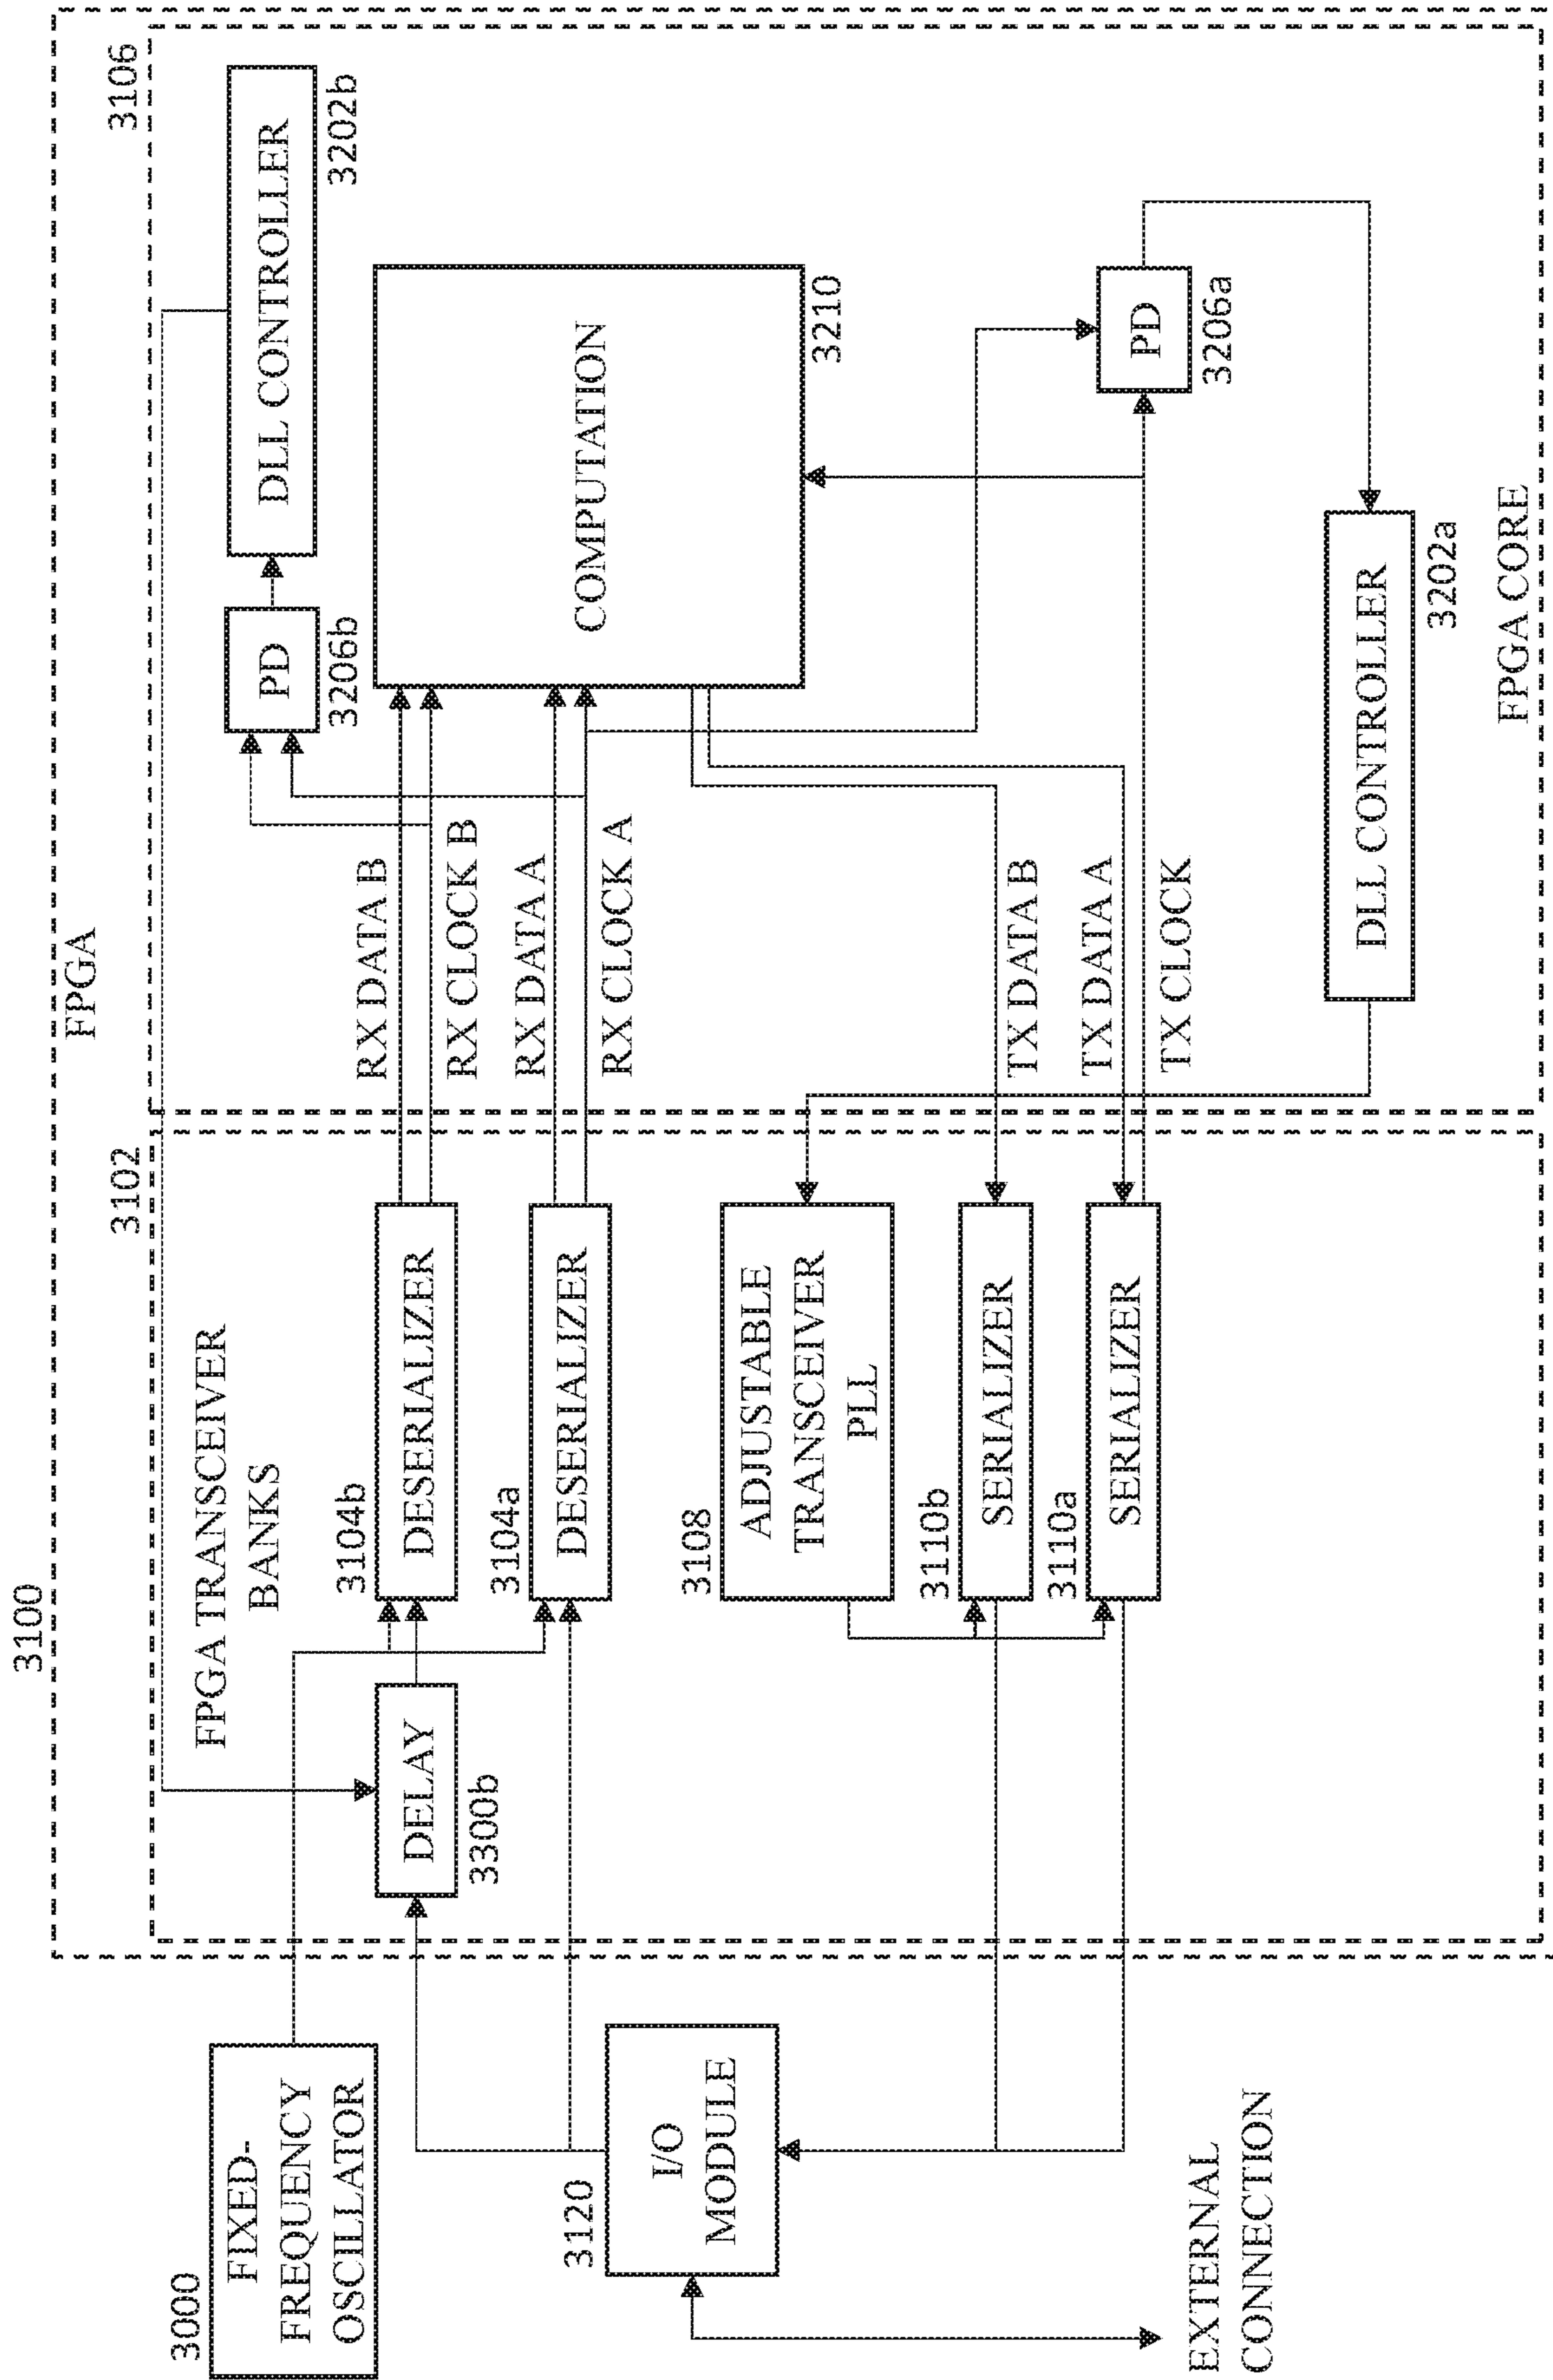 3100
FPGA
3102
3106
FPGA TRANSCEIVER
BANKS
3000
FIXED-
FREQUENCY
OSCILLATOR
DELAY
3300b
3104b
DESERIALIZER
3104a
DESERIALIZER
RX DATA B
RX CLOCK B
RX DATA A
RX CLOCK A
PD
3206b
DLL CONTROLLER
3202b
COMPUTATION
3210
3120
I/O
MODULE
3108
ADJUSTABLE
TRANSCEIVER
PLL
3110b
SERIALIZER
3110a
SERIALIZER
TX DATA B
TX DATA A
TX CLOCK
PD
3206a
DLL CONTROLLER
3202a
FPGA CORE
EXTERNAL
CONNECTION